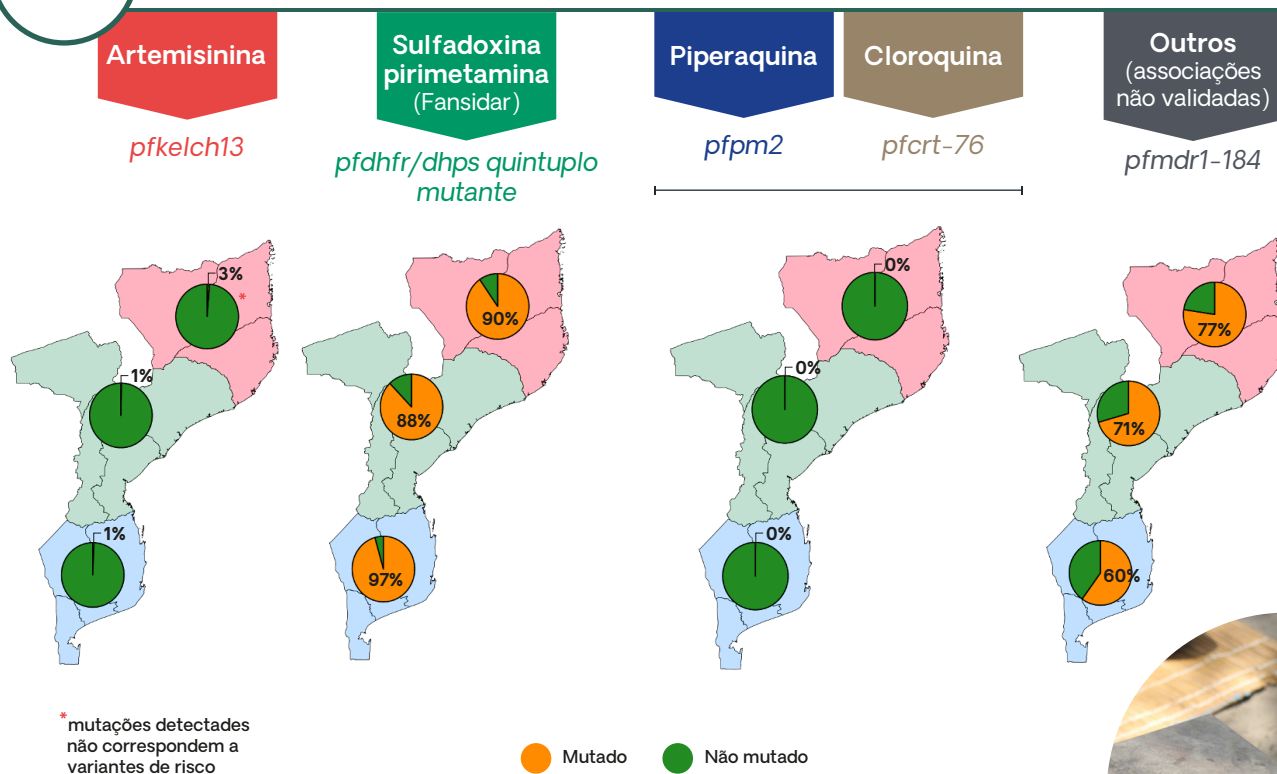 Artemisinina
Sulfadoxina
pirimetamina
(Fansidar)
Piperaquina
Cloroquina
Outros
(associações
não validadas)
pfkelch13
pfdhfr/dhps quintuplo
mutante
pfpm2
pfcrt-76
pfmdr1-184
3%
*
1%
1%
90%
88%
97%
0%
0%
0%
77%
71%
60%
*mutações detectadas
não correspondem a
variantes de risco
Mutado
Não mutado